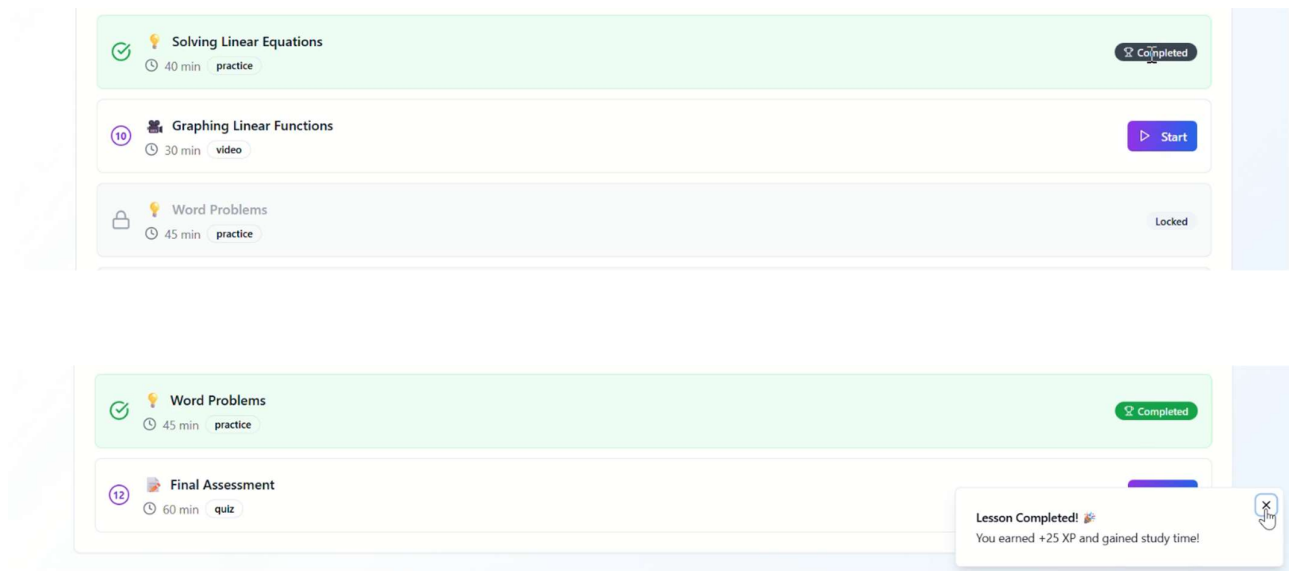 Solving Linear Equations
40 min practice
Completed
10
Graphing Linear Functions
30 min video
Start
Word Problems
45 min practice
Locked
Word Problems
45 min practice
Completed
12
Final Assessment
60 min quiz
Lesson Completed!
You earned +25 XP and gained study time!